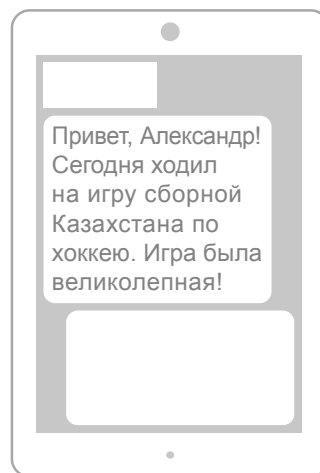 Привет, Александр!
Сегодня ходил
на игру сборной
Казахстана по
хоккею. Игра была
великолепная!